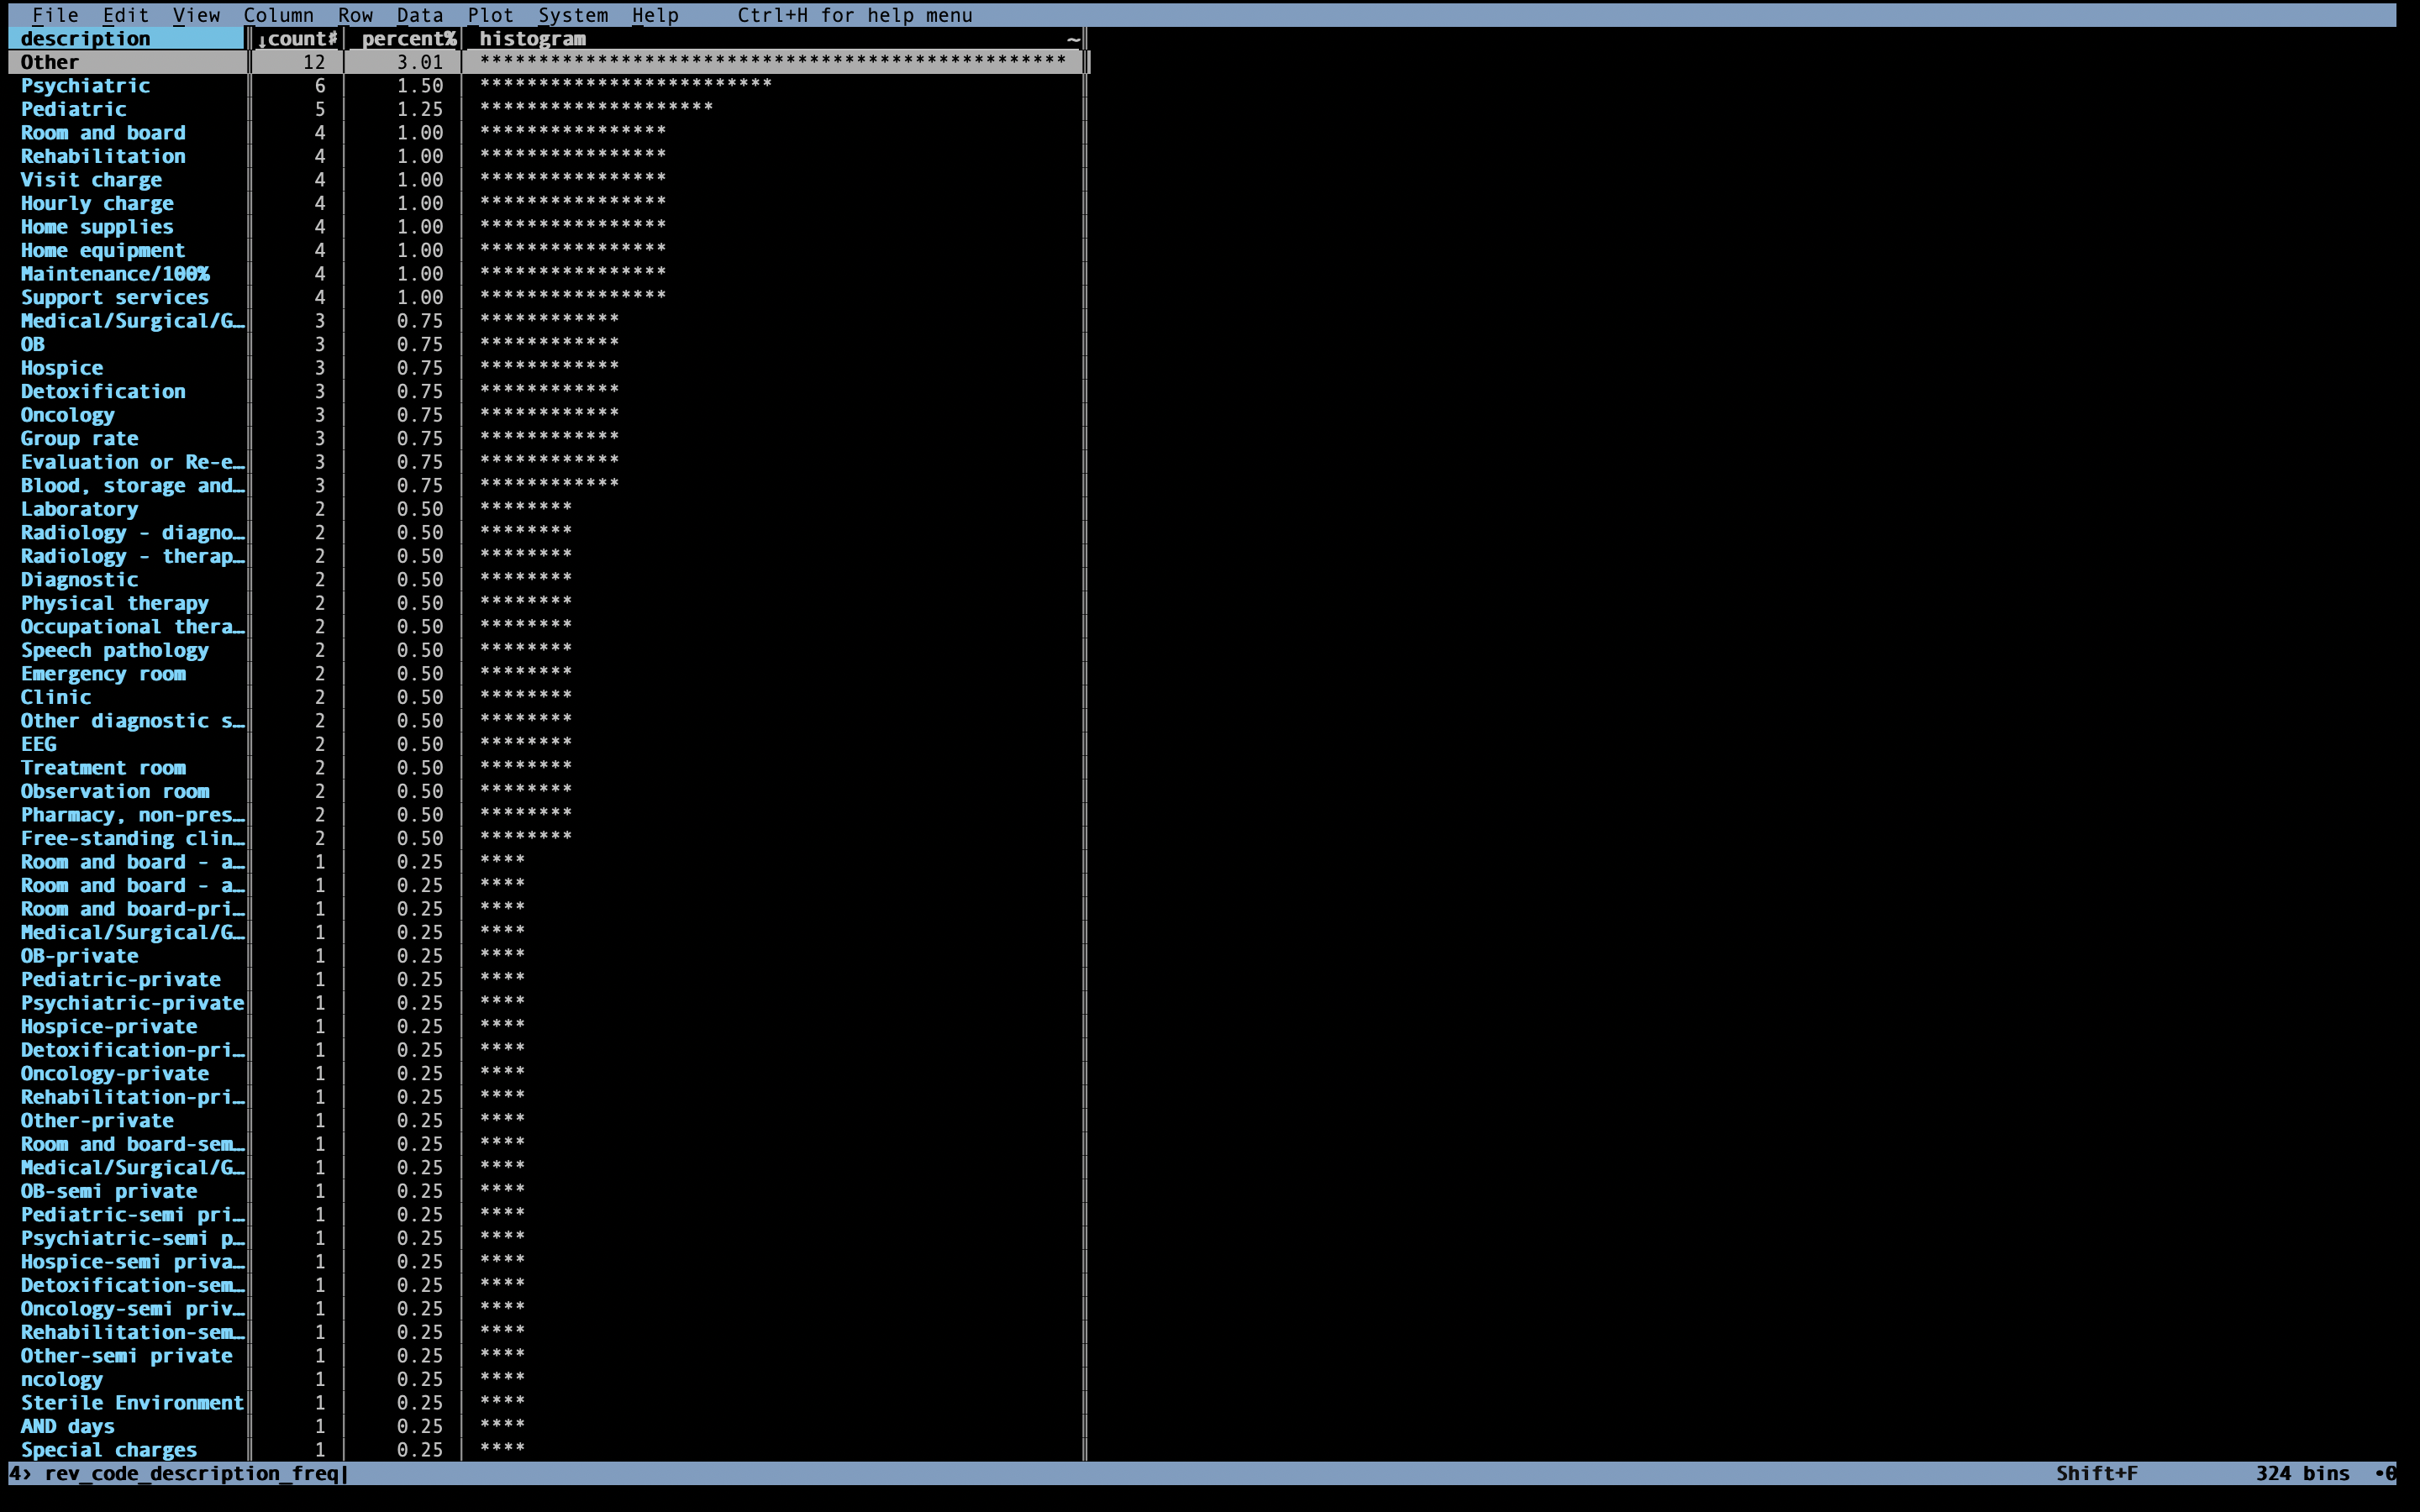 File Edit View Column Row Data Plot System Help Ctrl+H for help menu
description ↓count# percent% histogram ~
Other 12 3.01 **************************************************
Psychiatric 6 1.50 *************************
Pediatric 5 1.25 ********************
Room and board 4 1.00 ****************
Rehabilitation 4 1.00 ****************
Visit charge 4 1.00 ****************
Hourly charge 4 1.00 ****************
Home supplies 4 1.00 ****************
Home equipment 4 1.00 ****************
Maintenance/100% 4 1.00 ****************
Support services 4 1.00 ****************
Medical/Surgical/G… 3 0.75 ************
OB 3 0.75 ************
Hospice 3 0.75 ************
Detoxification 3 0.75 ************
Oncology 3 0.75 ************
Group rate 3 0.75 ************
Evaluation or Re-e… 3 0.75 ************
Blood, storage and… 3 0.75 ************
Laboratory 2 0.50 ********
Radiology - diagno… 2 0.50 ********
Radiology - therap… 2 0.50 ********
Diagnostic 2 0.50 ********
Physical therapy 2 0.50 ********
Occupational thera… 2 0.50 ********
Speech pathology 2 0.50 ********
Emergency room 2 0.50 ********
Clinic 2 0.50 ********
Other diagnostic s… 2 0.50 ********
EEG 2 0.50 ********
Treatment room 2 0.50 ********
Observation room 2 0.50 ********
Pharmacy, non-pres… 2 0.50 ********
Free-standing clin… 2 0.50 ********
Room and board - a… 1 0.25 ****
Room and board - a… 1 0.25 ****
Room and board-pri… 1 0.25 ****
Medical/Surgical/G… 1 0.25 ****
OB-private 1 0.25 ****
Pediatric-private 1 0.25 ****
Psychiatric-private 1 0.25 ****
Hospice-private 1 0.25 ****
Detoxification-pri… 1 0.25 ****
Oncology-private 1 0.25 ****
Rehabilitation-pri… 1 0.25 ****
Other-private 1 0.25 ****
Room and board-sem… 1 0.25 ****
Medical/Surgical/G… 1 0.25 ****
OB-semi private 1 0.25 ****
Pediatric-semi pri… 1 0.25 ****
Psychiatric-semi p… 1 0.25 ****
Hospice-semi priva… 1 0.25 ****
Detoxification-sem… 1 0.25 ****
Oncology-semi priv… 1 0.25 ****
Rehabilitation-sem… 1 0.25 ****
Other-semi private 1 0.25 ****
ncology 1 0.25 ****
Sterile Environment 1 0.25 ****
AND days 1 0.25 ****
Special charges 1 0.25 ****
4› rev_code_description_freq| Shift+F 324 bins •0